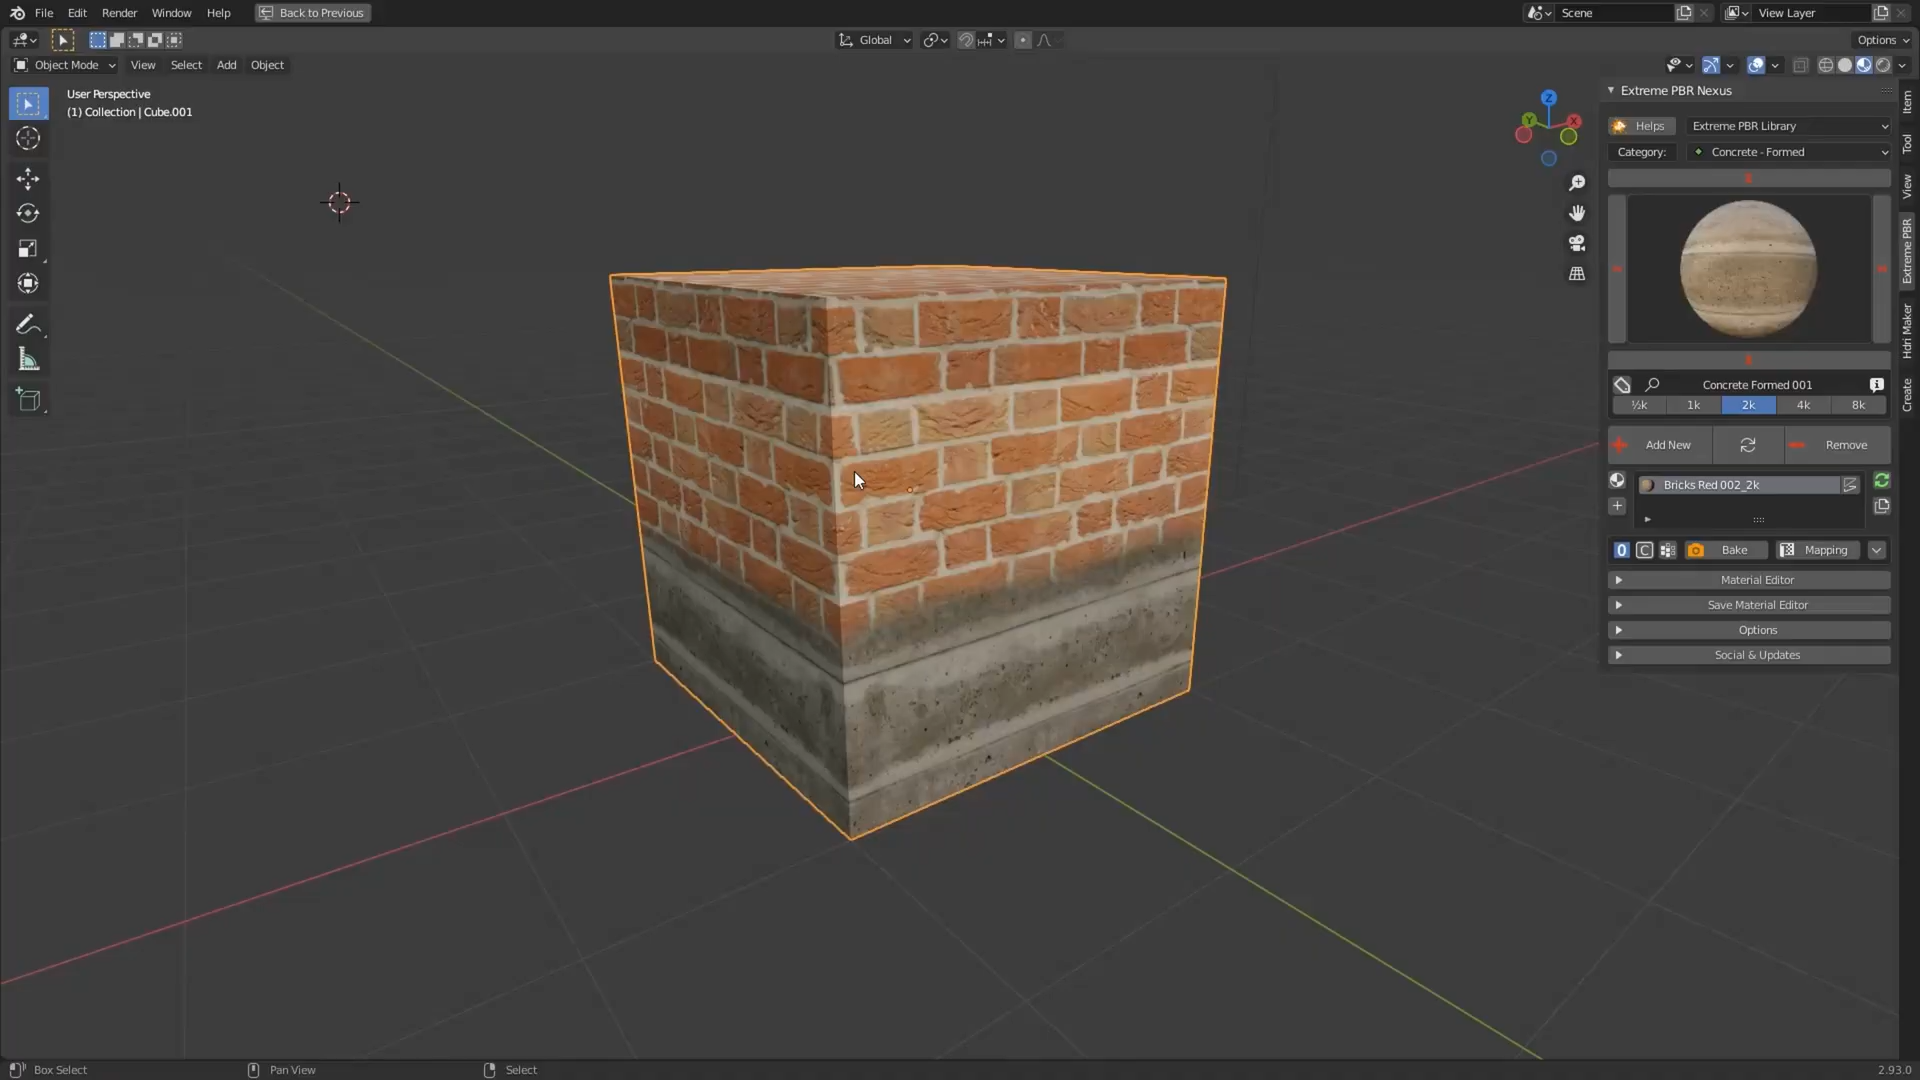 File Edit Render Window Help Back to Previous Scene View Layer
Global Options
Object Mode View Select Add Object
User Perspective
(1) Collection | Cube.001
Z
Y
X
Extreme PBR Nexus
Helps Extreme PBR Library
Category: Concrete - Formed
Concrete Formed 001
½k 1k 2k 4k 8k
Add New Remove
Bricks Red 002_2k
Bake Mapping
Material Editor
Save Material Editor
Options
Social & Updates
Item
Tool
View
Extreme PBR
Hdri Maker
Create
Box Select Pan View Select 2.93.0